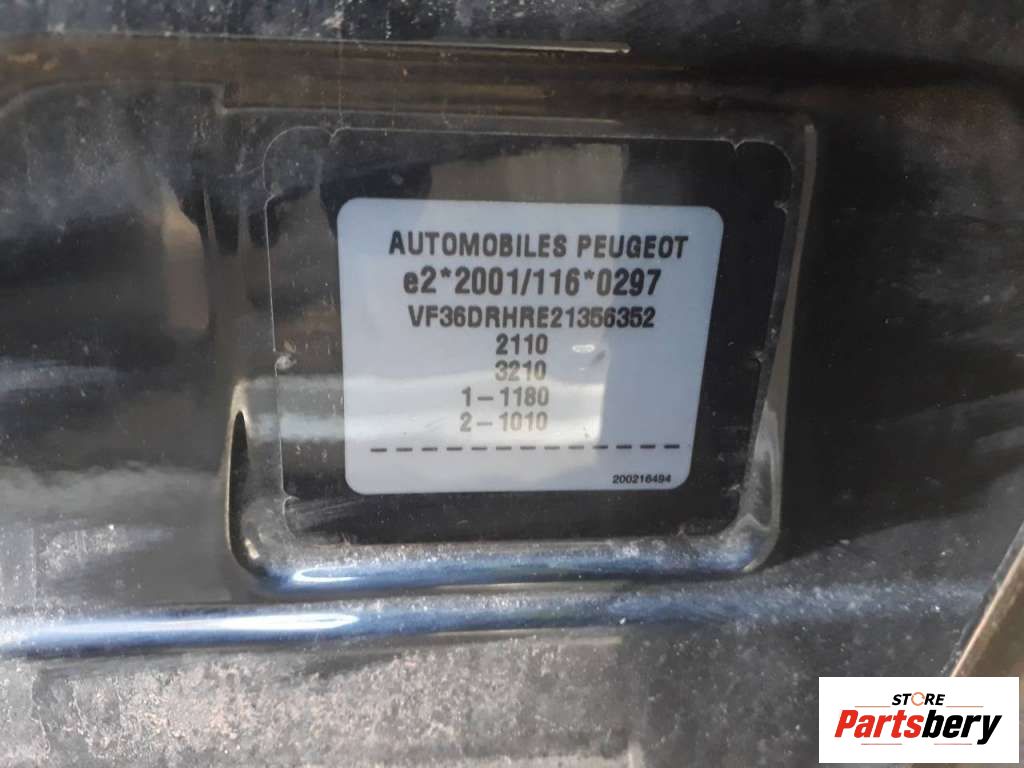 AUTOMOBILES PEUGEOT
e2*2001/116*0297
VF36DRHRE21356352
2110
3210
1-1180
2-1010
200216494
STORE
Partsbery